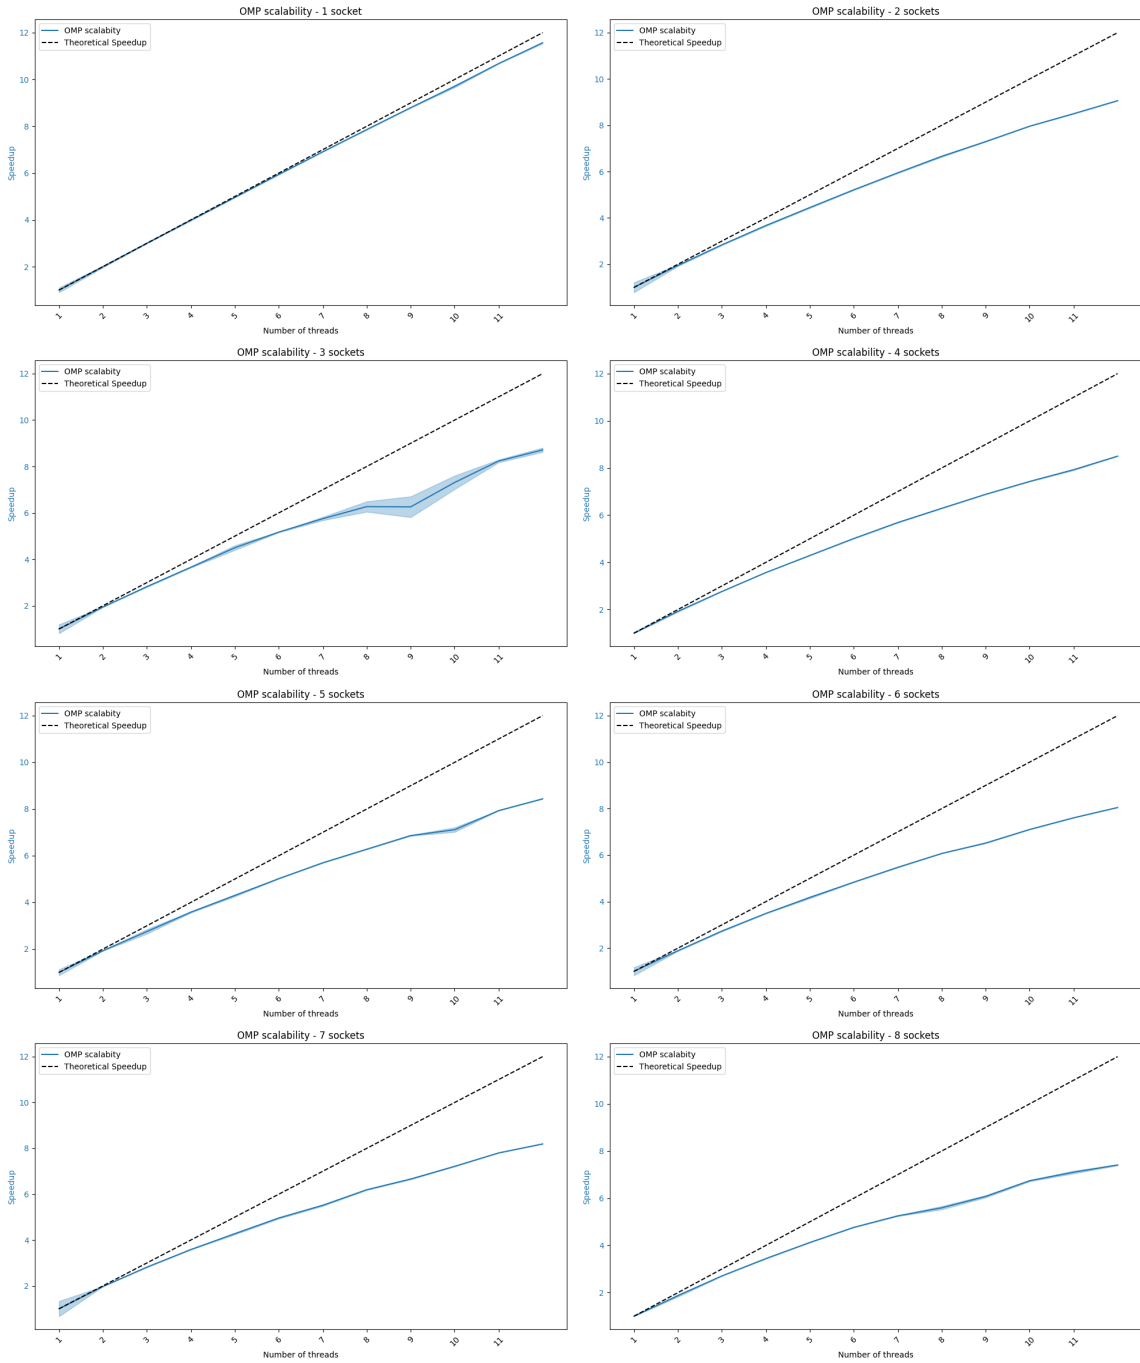 OMP scalability - 1 socket
OMP scalabity
Theoretical Speedup
12
10
8
6
4
2
Speedup
1 2 3 4 5 6 7 8 9 10 11
Number of threads
OMP scalability - 2 sockets
OMP scalabity
Theoretical Speedup
12
10
8
6
4
2
Speedup
1 2 3 4 5 6 7 8 9 10 11
Number of threads
OMP scalability - 3 sockets
OMP scalabity
Theoretical Speedup
12
10
8
6
4
2
Speedup
1 2 3 4 5 6 7 8 9 10 11
Number of threads
OMP scalability - 4 sockets
OMP scalabity
Theoretical Speedup
12
10
8
6
4
2
Speedup
1 2 3 4 5 6 7 8 9 10 11
Number of threads
OMP scalability - 5 sockets
OMP scalabity
Theoretical Speedup
12
10
8
6
4
2
Speedup
1 2 3 4 5 6 7 8 9 10 11
Number of threads
OMP scalability - 6 sockets
OMP scalabity
Theoretical Speedup
12
10
8
6
4
2
Speedup
1 2 3 4 5 6 7 8 9 10 11
Number of threads
OMP scalability - 7 sockets
OMP scalabity
Theoretical Speedup
12
10
8
6
4
2
Speedup
1 2 3 4 5 6 7 8 9 10 11
Number of threads
OMP scalability - 8 sockets
OMP scalabity
Theoretical Speedup
12
10
8
6
4
2
Speedup
1 2 3 4 5 6 7 8 9 10 11
Number of threads